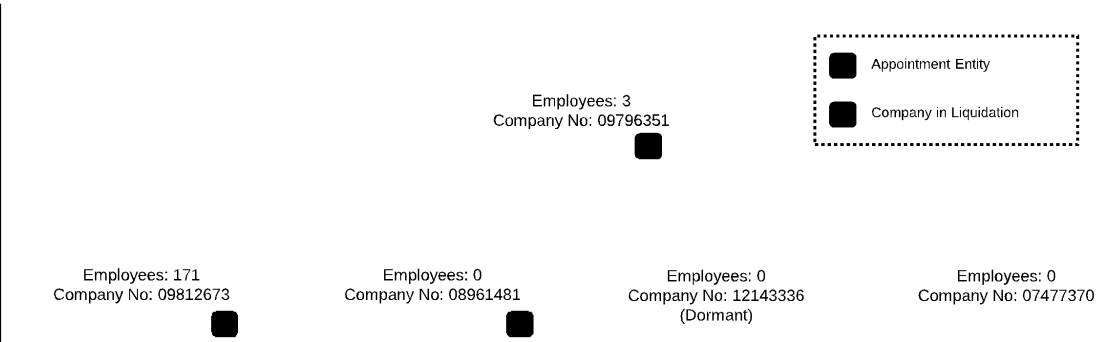 Appointment Entity
Company in Liquidation
Employees: 3
Company No: 09796351
Employees: 171
Company No: 09812673
Employees: 0
Company No: 08961481
Employees: 0
Company No: 12143336
(Dormant)
Employees: 0
Company No: 07477370